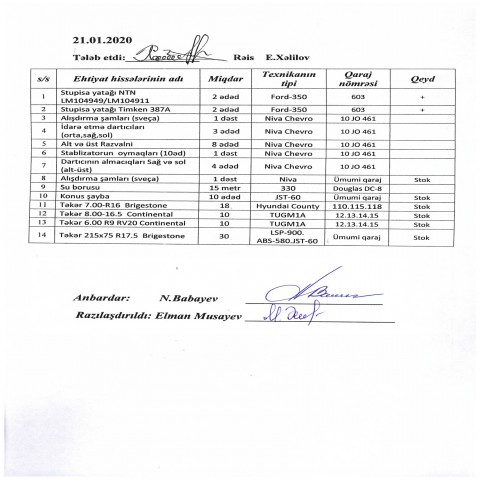 21.01.2020
Tələb etdi: Rəis E.Xəlilov
s/s Ehtiyat hissələrinin adı Miqdar Texnikanın tipi Qaraj nömrəsi Qeyd
1 Stupisa yatağı NTN LM104949/LM104911 2 ədəd Ford-350 603 +
2 Stupisa yatağı Timken 387A 2 ədəd Ford-350 603 +
3 Alışdırma şamları (sveça) 1 dəst Niva Chevro 10 JO 461
4 İdarə etmə dartıcıları (orta,sağ,sol) 3 ədəd Niva Chevro 10 JO 461
5 Alt və üst Razvalni 8 ədəd Niva Chevro 10 JO 461
6 Stablizatorun oymaqları (10əd) 1 dəst Niva Chevro 10 JO 461
7 Dartıcının almacıqları Sağ və sol (alt-üst) 4 ədəd Niva Chevro 10 JO 461
8 Alışdırma şamları (sveça) 1 dəst Niva Ümumi qaraj Stok
9 Su borusu 15 metr 330 Douglas DC-8 Stok
10 Konus şayba 10 ədəd JST-60 Ümumi qaraj Stok
11 Təkər 7.00-R16 Brigestone 18 Hyundai County 110.115.118 Stok
12 Təkər 8.00-16.5 Continental 10 TUGM1A 12.13.14.15 Stok
13 Təkər 6.00 R9 RV20 Continental 10 TUGM1A 12.13.14.15 Stok
14 Təkər 215x75 R17.5 Brigestone 30 LSP-900. ABS-580.JST-60 Ümumi qaraj Stok
Anbardar: N.Babayev
Razılaşdırıldı: Elman Musayev